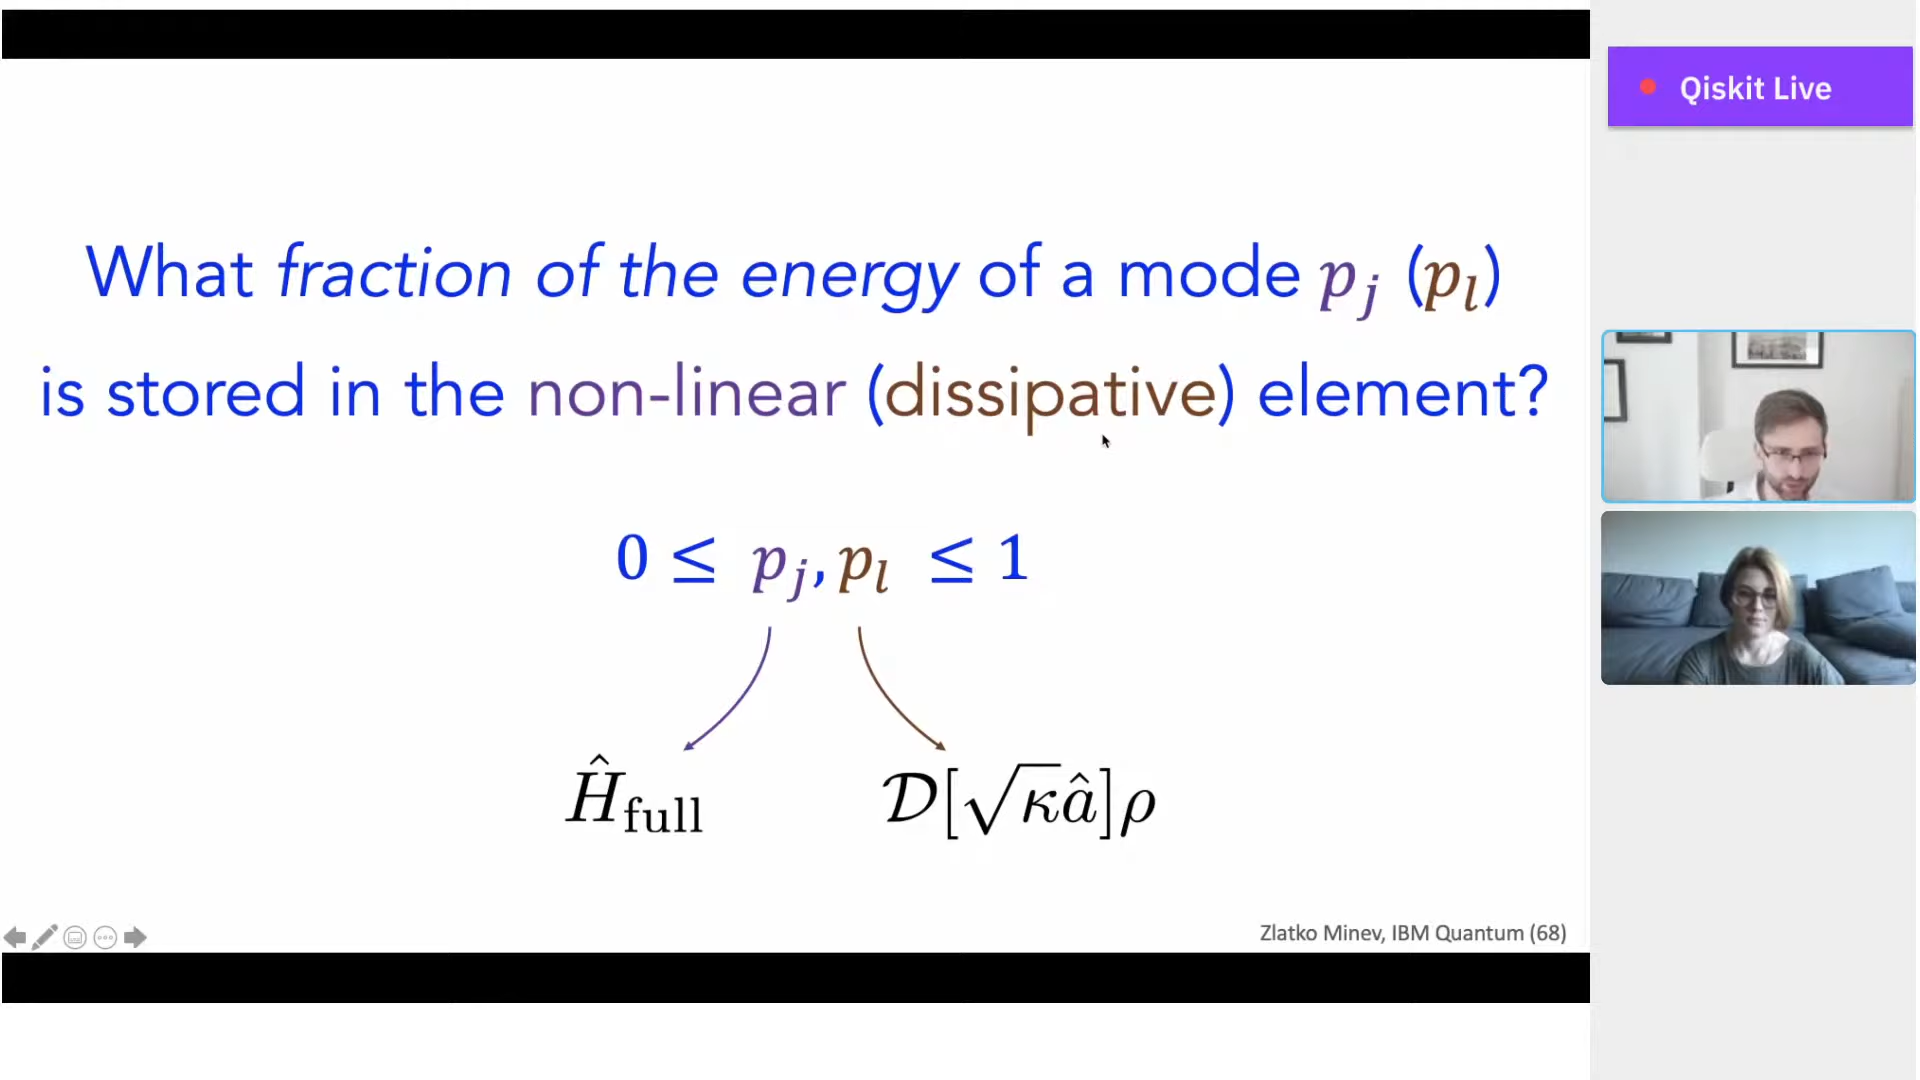 What fraction of the energy of a mode p_j (p_l)
is stored in the non-linear (dissipative) element?
0 ≤ p_j, p_l ≤ 1
Ĥ_full
𝒟[√κâ]ρ
Zlatko Minev, IBM Quantum (68)
Qiskit Live